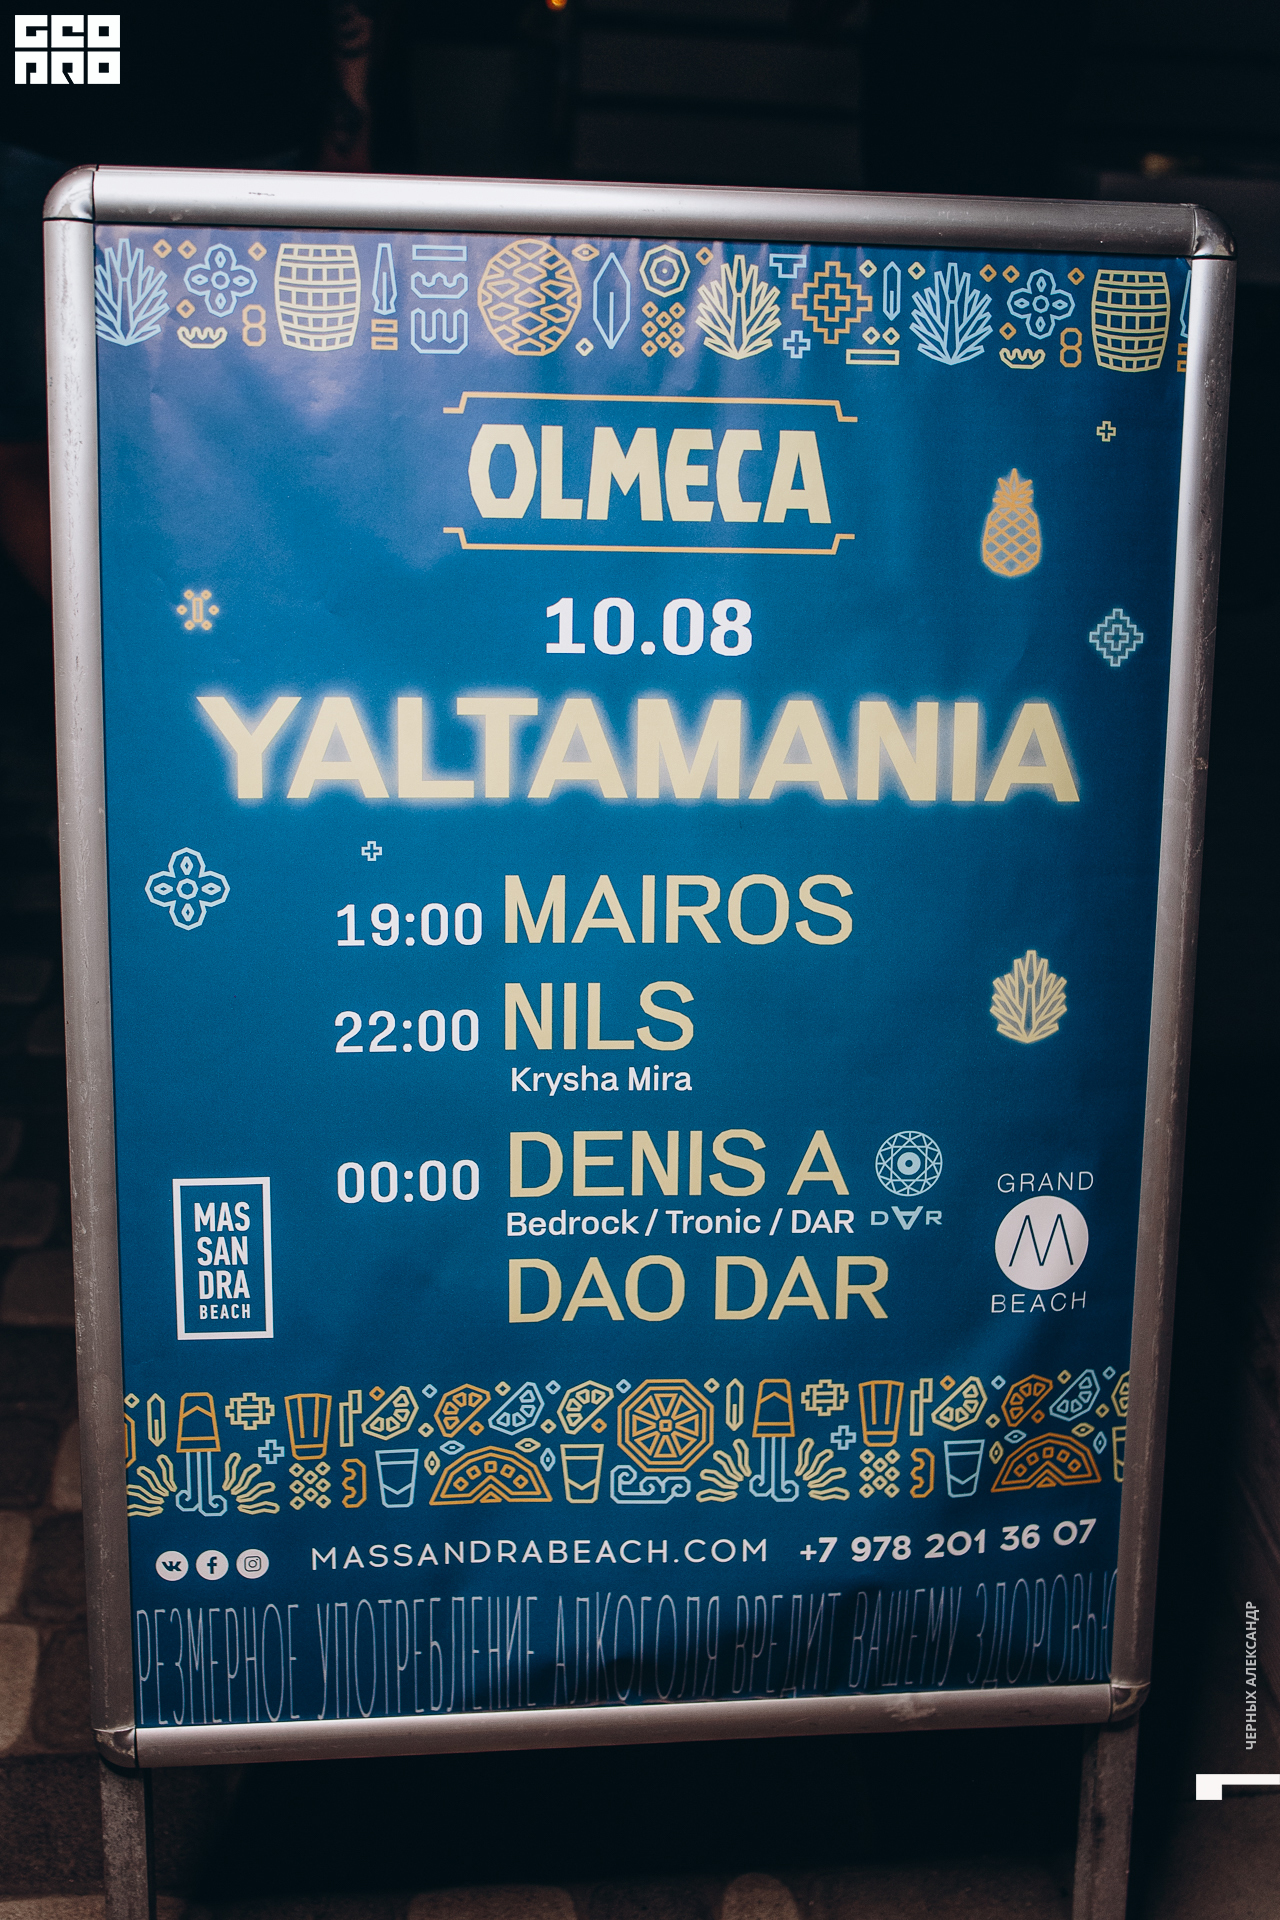 GEO
PRO
OLMECA
10.08
YALTAMANIA
19:00 MAIROS
22:00 NILS
Krysha Mira
00:00 DENIS A
Bedrock / Tronic / DAR DAR
DAO DAR
MAS
SAN
DRA
BEACH
GRAND
M
BEACH
MASSANDRABEACH.COM +7 978 201 36 07
РЕЗМЕРНОЕ УПОТРЕБЛЕНИЕ АЛКОГОЛЯ ВРЕДИТ ВАШЕМУ ЗДОРОВЬЮ
ЧЕРНЫХ АЛЕКСАНДР